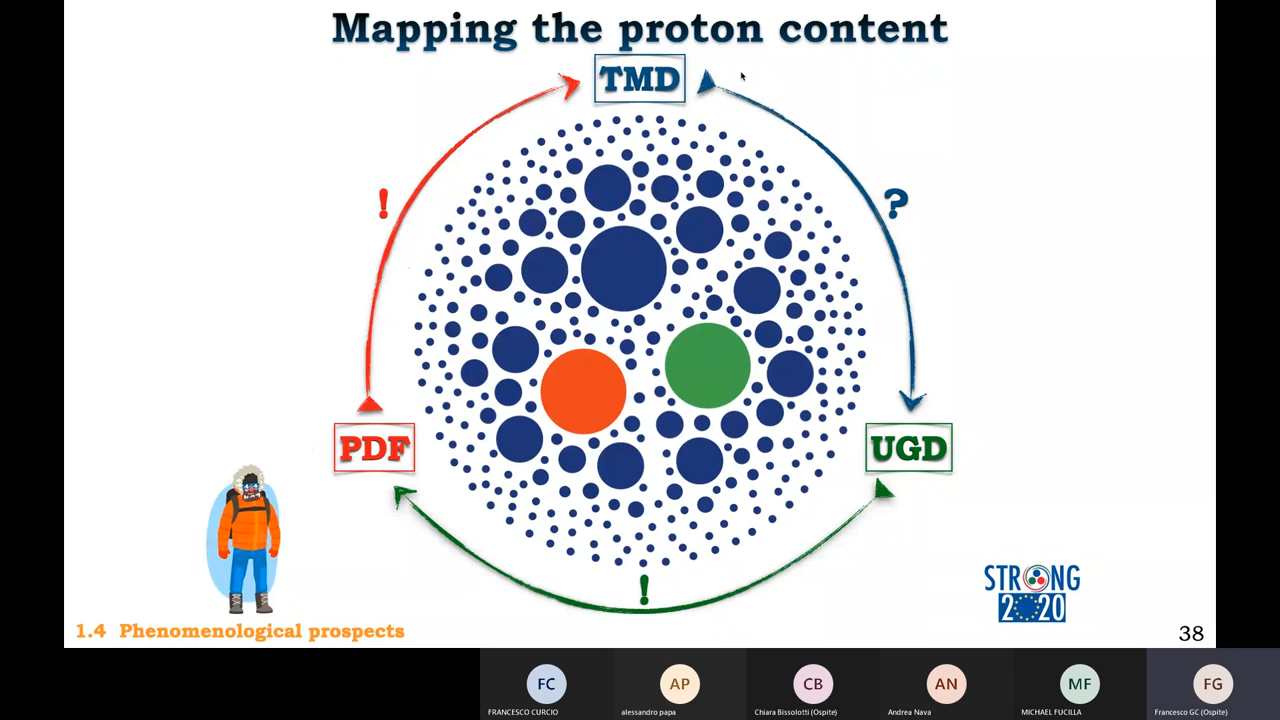 Mapping the proton content
TMD
!
?
PDF
UGD
!
STRONG
2020
1.4 Phenomenological prospects
38
FC
AP
CB
AN
MF
FG
FRANCESCO CURCIO
alessandro papa
Chiara Bissolotti (Ospite)
Andrea Nava
MICHAEL FUCILLA
Francesco GC (Ospite)